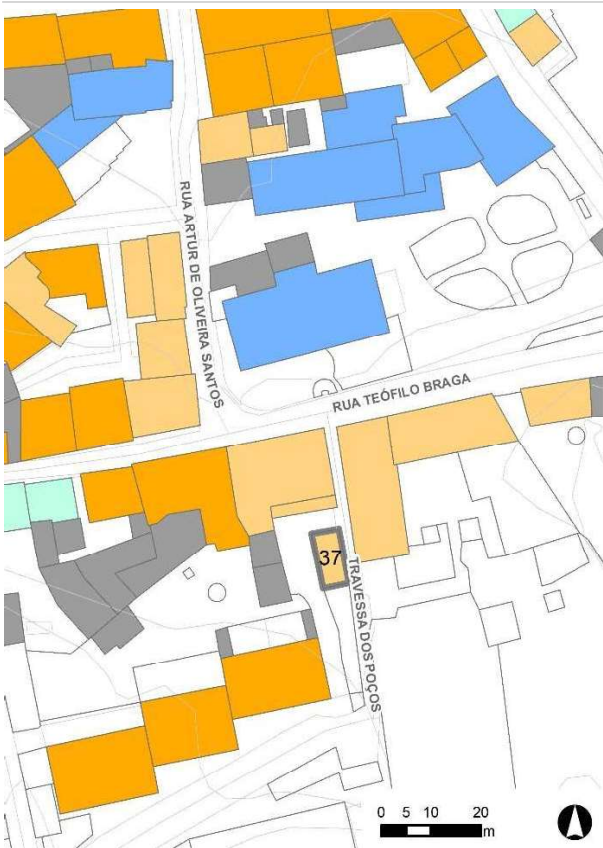 RUA ARTUR DE OLIVEIRA SANTOS
RUA TEÓFILO BRAGA
37
TRAVESSA DOS POÇOS
0 5 10 20
m